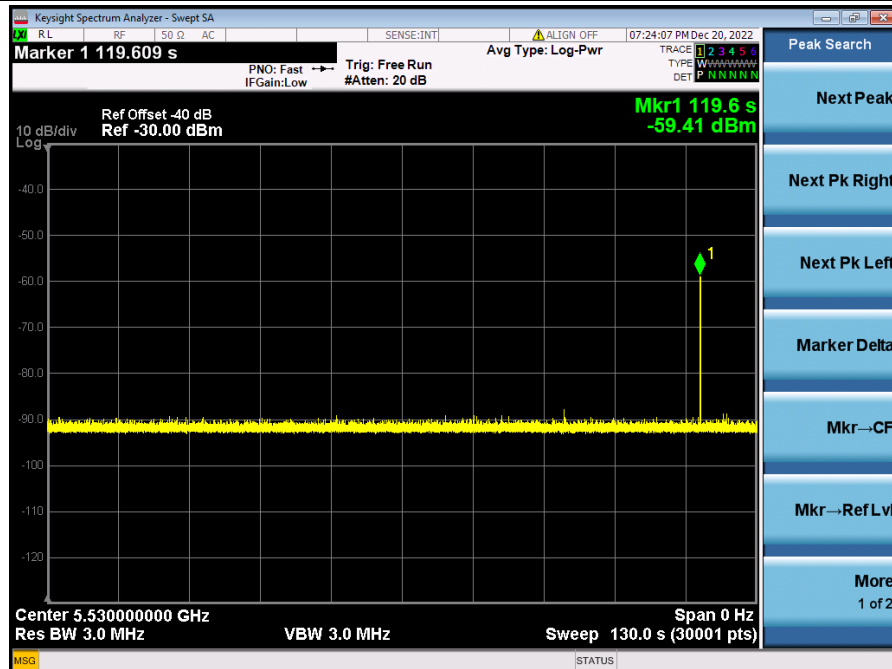 Keysight Spectrum Analyzer - Swept SA
LXI RL RF 50 Ω AC SENSE:INT ALIGN OFF 07:24:07 PM Dec 20, 2022
Marker 1 119.609 s
PNO: Fast
IFGain:Low
Trig: Free Run
#Atten: 20 dB
Avg Type: Log-Pwr
TRACE 1 2 3 4 5 6
TYPE WWWWWW
DET P N N N N N
Peak Search
Next Peak
Next Pk Right
Next Pk Left
Marker Delta
Mkr→CF
Mkr→Ref Lvl
More
1 of 2
Mkr1 119.6 s
-59.41 dBm
Ref Offset -40 dB
10 dB/div Ref -30.00 dBm
Log
1
-40.0
-50.0
-60.0
-70.0
-80.0
-90.0
-100
-110
-120
Center 5.530000000 GHz Span 0 Hz
Res BW 3.0 MHz VBW 3.0 MHz Sweep 130.0 s (30001 pts)
MSG STATUS